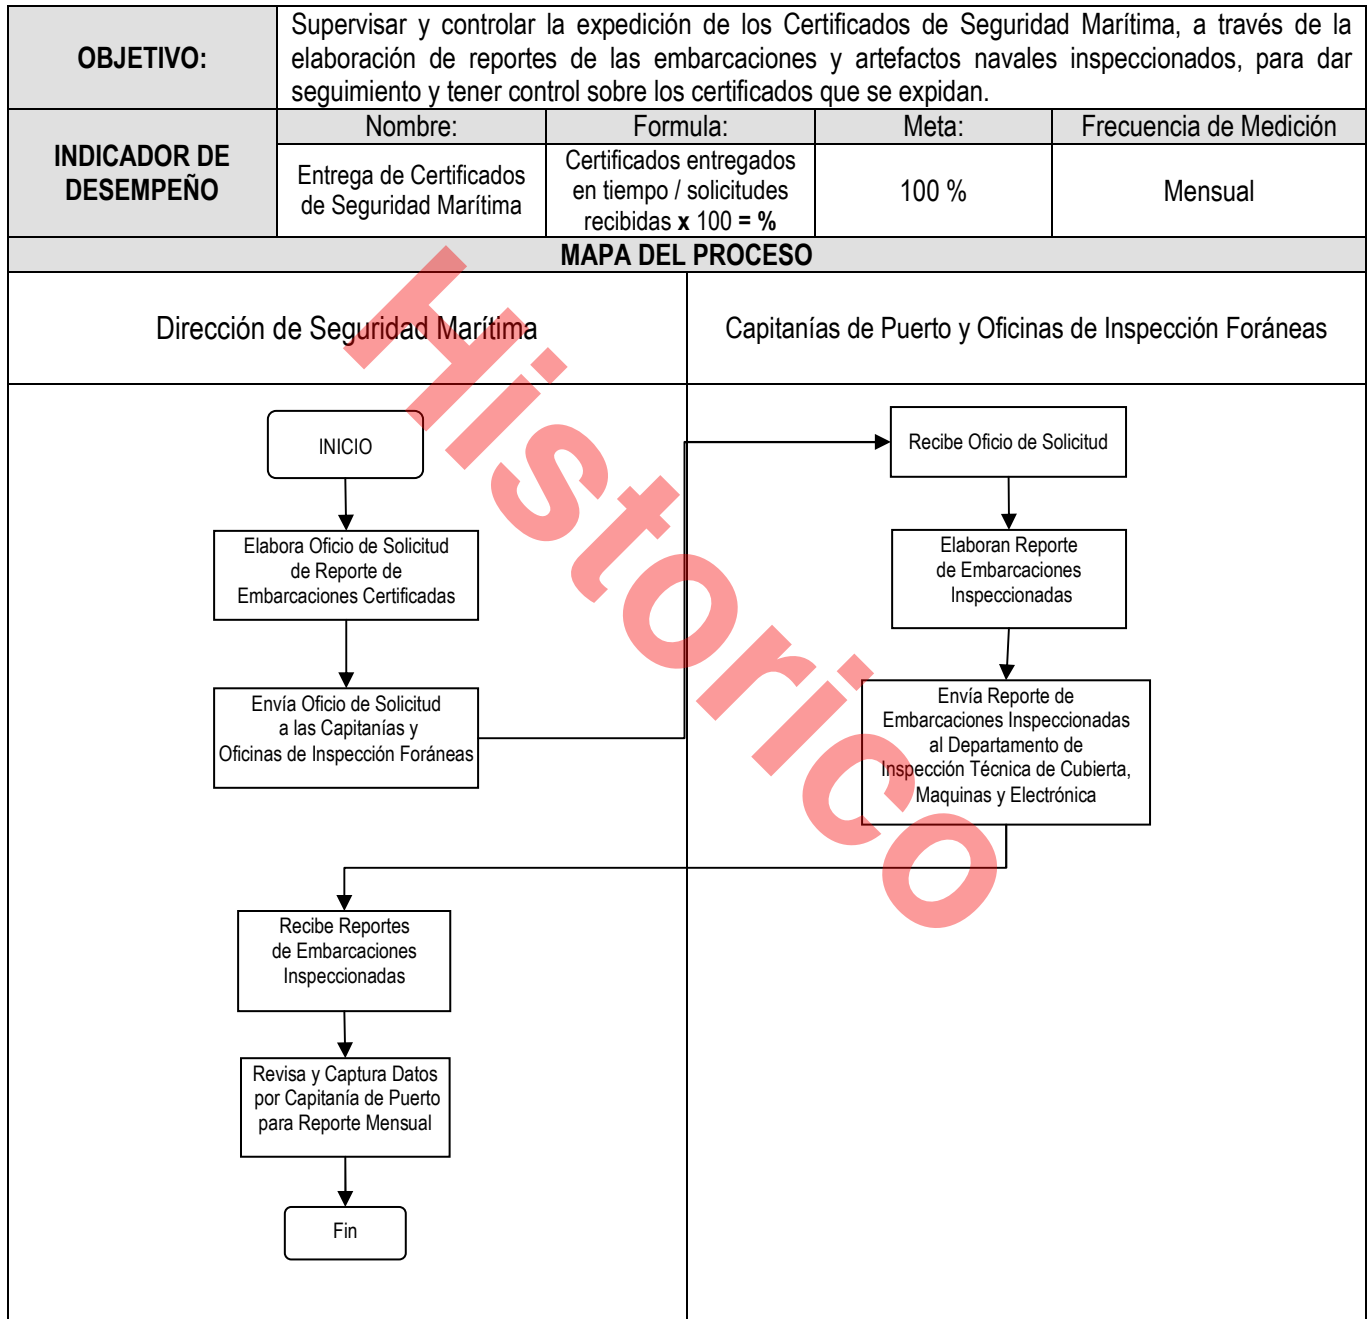 OBJETIVO:
Supervisar y controlar la expedición de los Certificados de Seguridad Marítima, a través de la
elaboración de reportes de las embarcaciones y artefactos navales inspeccionados, para dar
seguimiento y tener control sobre los certificados que se expidan.
INDICADOR DE
DESEMPEÑO
Nombre:
Formula:
Meta:
Frecuencia de Medición
Entrega de Certificados
de Seguridad Marítima
Certificados entregados
en tiempo / solicitudes
recibidas x 100 = %
100 %
Mensual
MAPA DEL PROCESO
Dirección de Seguridad Marítima
Capitanías de Puerto y Oficinas de Inspección Foráneas
INICIO
Elabora Oficio de Solicitud
de Reporte de
Embarcaciones Certificadas
Envía Oficio de Solicitud
a las Capitanías y
Oficinas de Inspección Foráneas
Recibe Oficio de Solicitud
Elaboran Reporte
de Embarcaciones
Inspeccionadas
Envía Reporte de
Embarcaciones Inspeccionadas
al Departamento de
Inspección Técnica de Cubierta,
Maquinas y Electrónica
Recibe Reportes
de Embarcaciones
Inspeccionadas
Revisa y Captura Datos
por Capitanía de Puerto
para Reporte Mensual
Fin
Historico